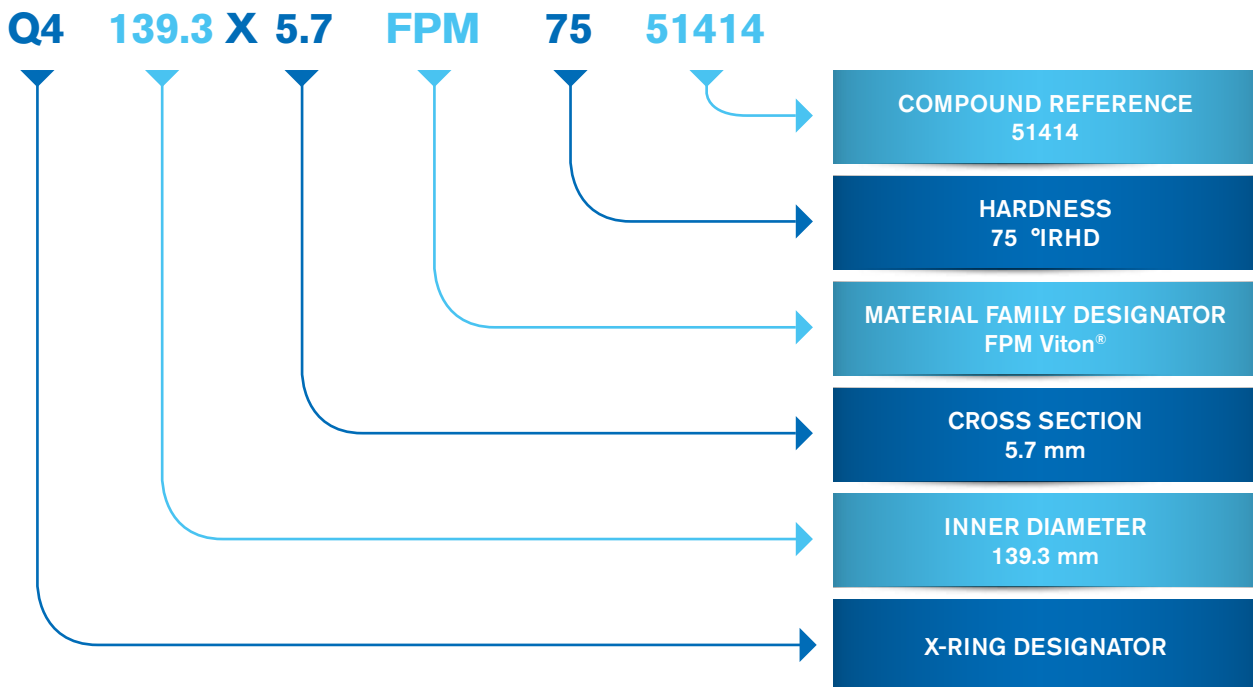 Q4 139.3 X 5.7 FPM 75 51414
COMPOUND REFERENCE
51414
HARDNESS
75 °IRHD
MATERIAL FAMILY DESIGNATOR
FPM Viton®
CROSS SECTION
5.7 mm
INNER DIAMETER
139.3 mm
X-RING DESIGNATOR